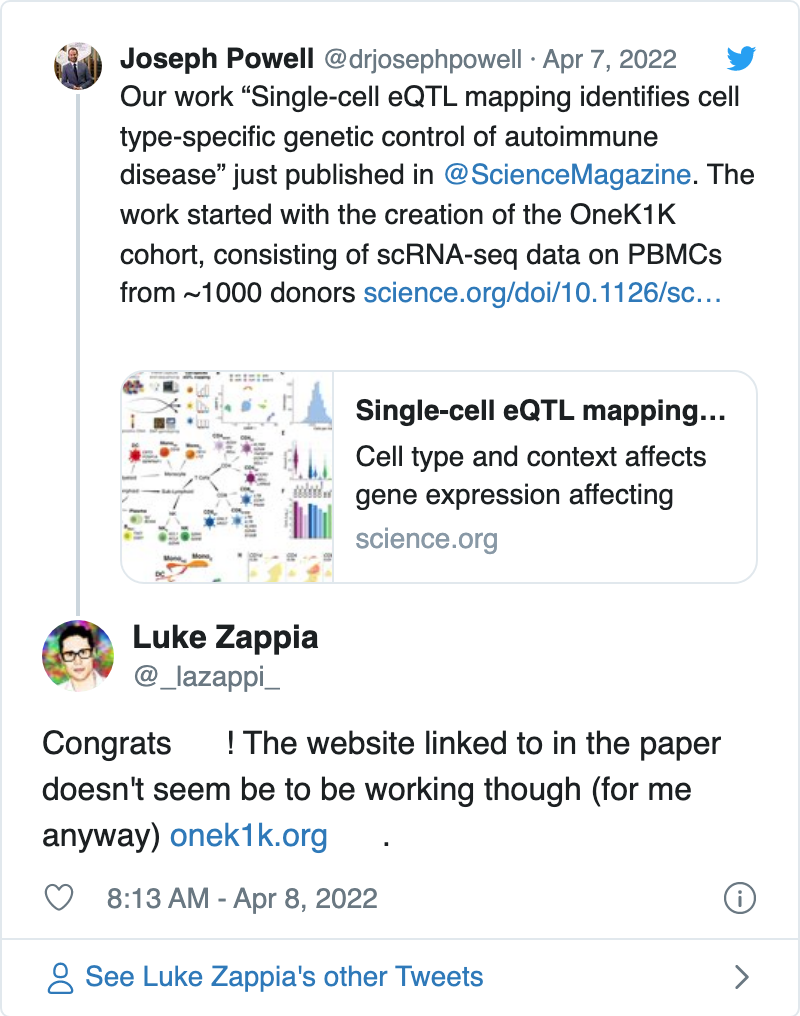 Joseph Powell @drjosephpowell · Apr 7, 2022
Our work “Single-cell eQTL mapping identifies cell
type-specific genetic control of autoimmune
disease” just published in @ScienceMagazine. The
work started with the creation of the OneK1K
cohort, consisting of scRNA-seq data on PBMCs
from ~1000 donors science.org/doi/10.1126/sc…
Single-cell eQTL mapping…
Cell type and context affects
gene expression affecting
science.org
Luke Zappia
@_lazappi_
Congrats ! The website linked to in the paper
doesn't seem be to be working though (for me
anyway) onek1k.org .
8:13 AM - Apr 8, 2022
See Luke Zappia's other Tweets